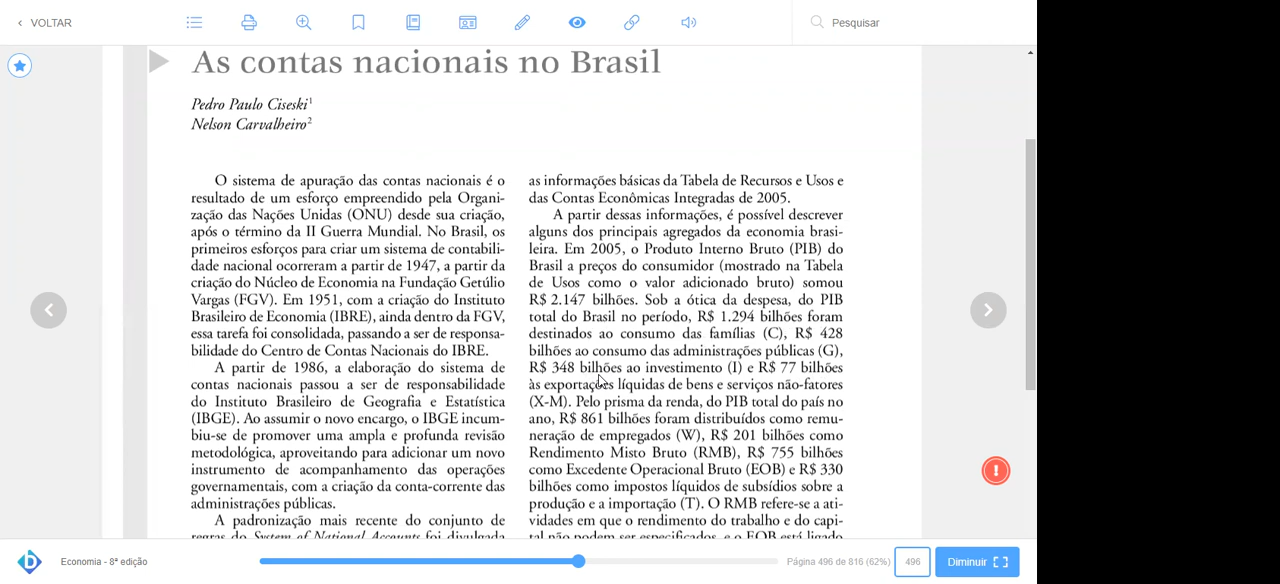 VOLTAR
Pesquisar
As contas nacionais no Brasil
Pedro Paulo Ciseski¹
Nelson Carvalheiro²
O sistema de apuração das contas nacionais é o
resultado de um esforço empreendido pela Organi-
zação das Nações Unidas (ONU) desde sua criação,
após o término da II Guerra Mundial. No Brasil, os
primeiros esforços para criar um sistema de contabili-
dade nacional ocorreram a partir de 1947, a partir da
criação do Núcleo de Economia na Fundação Getúlio
Vargas (FGV). Em 1951, com a criação do Instituto
Brasileiro de Economia (IBRE), ainda dentro da FGV,
essa tarefa foi consolidada, passando a ser de responsa-
bilidade do Centro de Contas Nacionais do IBRE.
A partir de 1986, a elaboração do sistema de
contas nacionais passou a ser de responsabilidade
do Instituto Brasileiro de Geografia e Estatística
(IBGE). Ao assumir o novo encargo, o IBGE incum-
biu-se de promover uma ampla e profunda revisão
metodológica, aproveitando para adicionar um novo
instrumento de acompanhamento das operações
governamentais, com a criação da conta-corrente das
administrações públicas.
A padronização mais recente do conjunto de
regras do System of National Accounts foi divulgada
as informações básicas da Tabela de Recursos e Usos e
das Contas Econômicas Integradas de 2005.
A partir dessas informações, é possível descrever
alguns dos principais agregados da economia brasi-
leira. Em 2005, o Produto Interno Bruto (PIB) do
Brasil a preços do consumidor (mostrado na Tabela
de Usos como o valor adicionado bruto) somou
R$ 2.147 bilhões. Sob a ótica da despesa, do PIB
total do Brasil no período, R$ 1.294 bilhões foram
destinados ao consumo das famílias (C), R$ 428
bilhões ao consumo das administrações públicas (G),
R$ 348 bilhões ao investimento (I) e R$ 77 bilhões
às exportações líquidas de bens e serviços não-fatores
(X-M). Pelo prisma da renda, do PIB total do país no
ano, R$ 861 bilhões foram distribuídos como remu-
neração de empregados (W), R$ 201 bilhões como
Rendimento Misto Bruto (RMB), R$ 755 bilhões
como Excedente Operacional Bruto (EOB) e R$ 330
bilhões como impostos líquidos de subsídios sobre a
produção e a importação (T). O RMB refere-se a ati-
vidades em que o rendimento do trabalho e do capi-
tal não podem ser especificados, e o EOB está ligado
Economia - 8ª edição
Página 496 de 816 (62%)
496
Diminuir